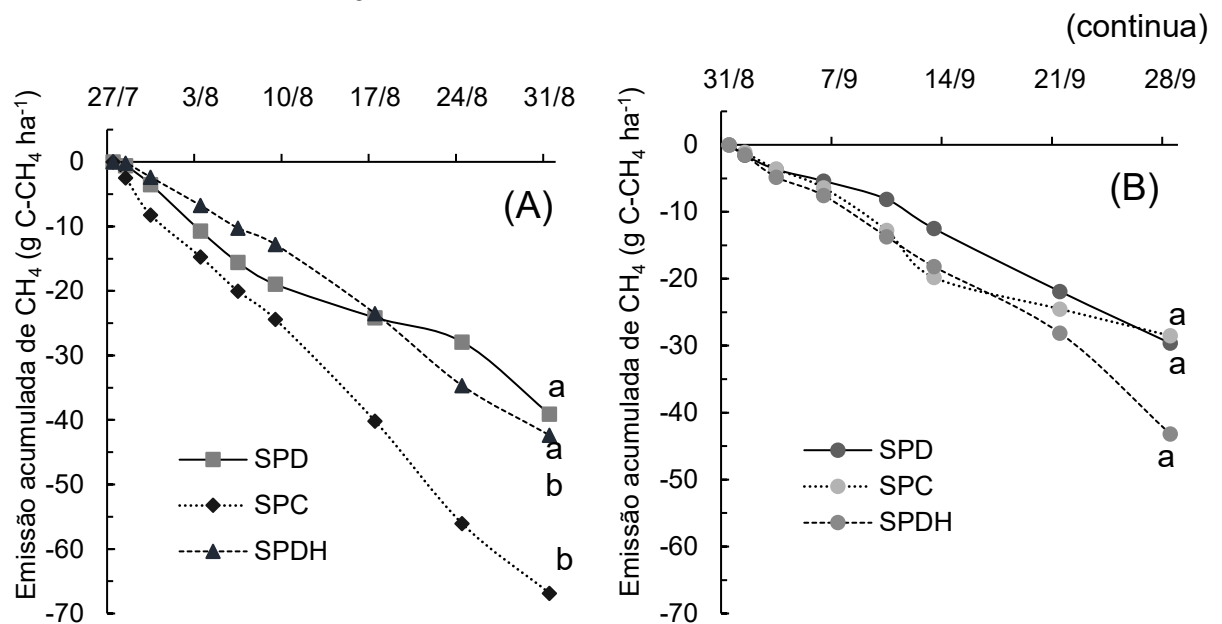 (continua)
27/7 3/8 10/8 17/8 24/8 31/8
Emissão acumulada de CH₄ (g C-CH₄ ha⁻¹)
0
-10
-20
-30
-40
-50
-60
-70
(A)
a
a
b
b
SPD
SPC
SPDH
31/8 7/9 14/9 21/9 28/9
Emissão acumulada de CH₄ (g C-CH₄ ha⁻¹)
0
-10
-20
-30
-40
-50
-60
-70
(B)
a
a
a
SPD
SPC
SPDH